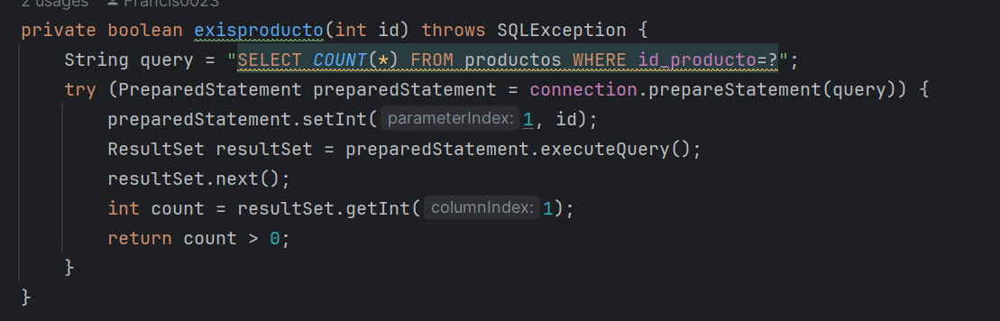 2 usages Francis0023
private boolean exisproducto(int id) throws SQLException {
String query = "SELECT COUNT(*) FROM productos WHERE id_producto=?";
try (PreparedStatement preparedStatement = connection.prepareStatement(query)) {
preparedStatement.setInt( parameterIndex: 1, id);
ResultSet resultSet = preparedStatement.executeQuery();
resultSet.next();
int count = resultSet.getInt( columnIndex: 1);
return count > 0;
}
}